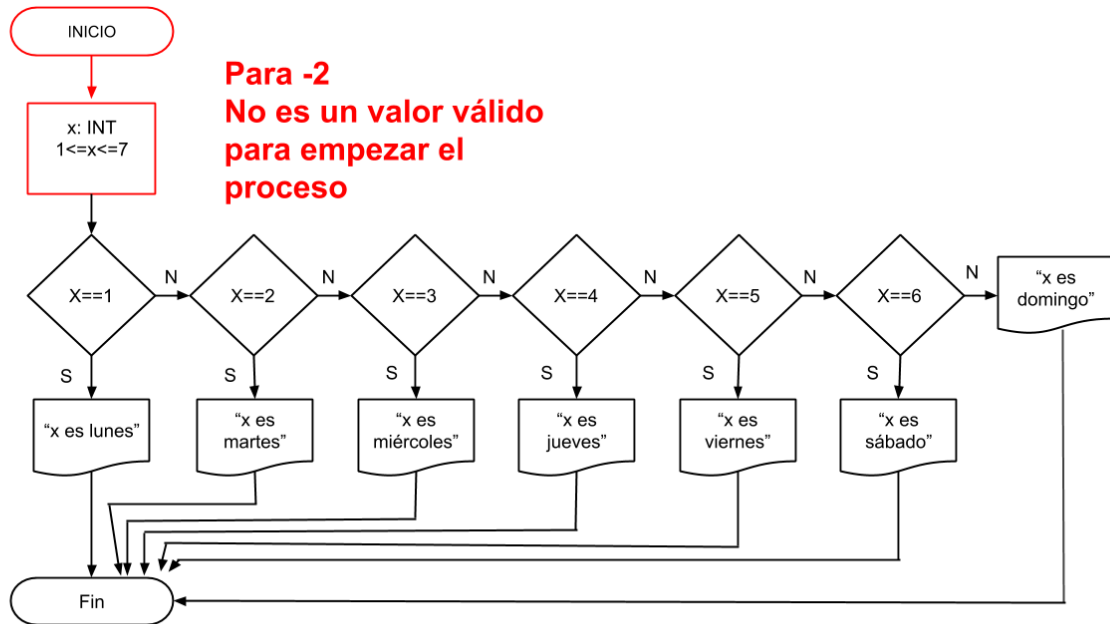 INICIO
Para -2
No es un valor válido
para empezar el
proceso
x: INT
1<=x<=7
X==1
N
X==2
N
X==3
N
X==4
N
X==5
N
X==6
N
“x es
domingo”
S
S
S
S
S
S
“x es lunes”
“x es
martes”
“x es
miércoles”
“x es
jueves”
“x es
viernes”
“x es
sábado”
Fin